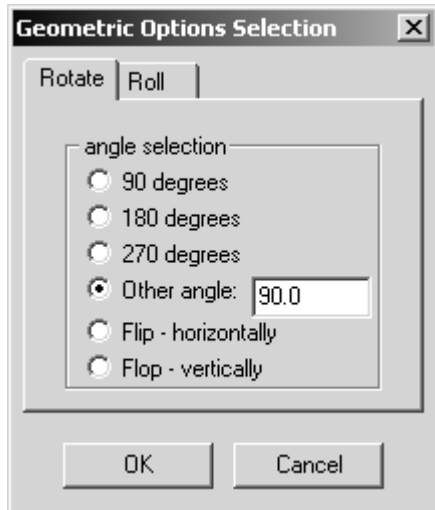 Geometric Options Selection
Rotate Roll
angle selection
90 degrees
180 degrees
270 degrees
Other angle: 90.0
Flip - horizontally
Flop - vertically
OK Cancel